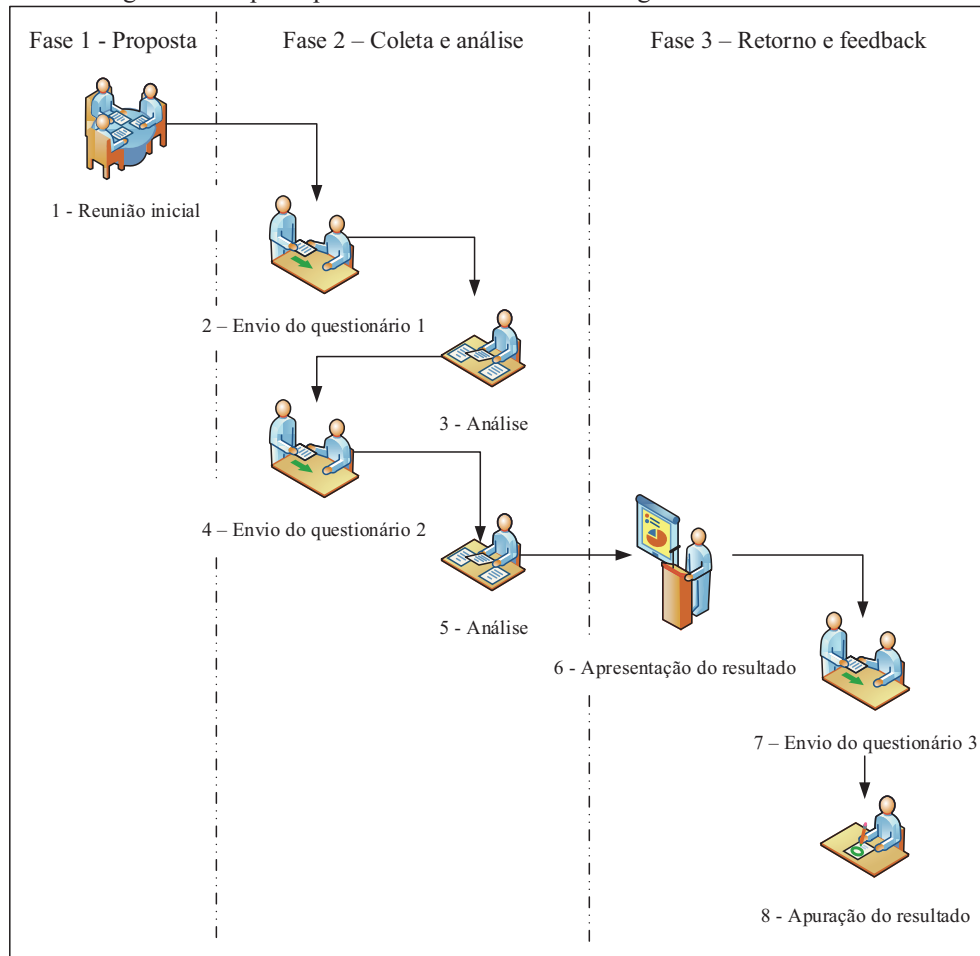 Fase 1 - Proposta
Fase 2 – Coleta e análise
Fase 3 – Retorno e feedback
1 - Reunião inicial
2 – Envio do questionário 1
3 - Análise
4 – Envio do questionário 2
5 - Análise
6 - Apresentação do resultado
7 – Envio do questionário 3
8 - Apuração do resultado